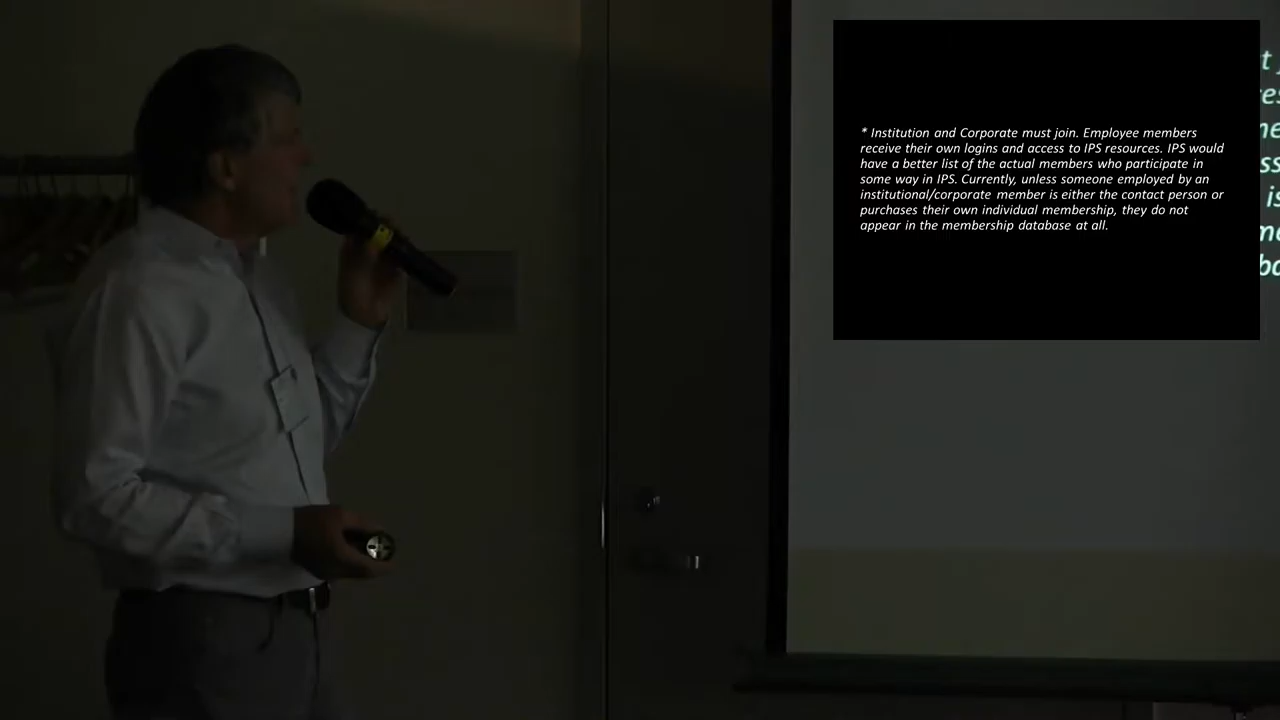 * Institution and Corporate must join. Employee members
receive their own logins and access to IPS resources. IPS would
have a better list of the actual members who participate in
some way in IPS. Currently, unless someone employed by an
institutional/corporate member is either the contact person or
purchases their own individual membership, they do not
appear in the membership database at all.